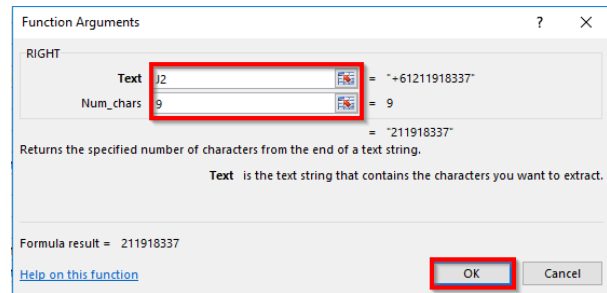 Function Arguments ? ×
RIGHT
Text J2 = "+61211918337"
Num_chars 9 = 9
= "211918337"
Returns the specified number of characters from the end of a text string.
Text is the text string that contains the characters you want to extract.
Formula result = 211918337
Help on this function OK Cancel